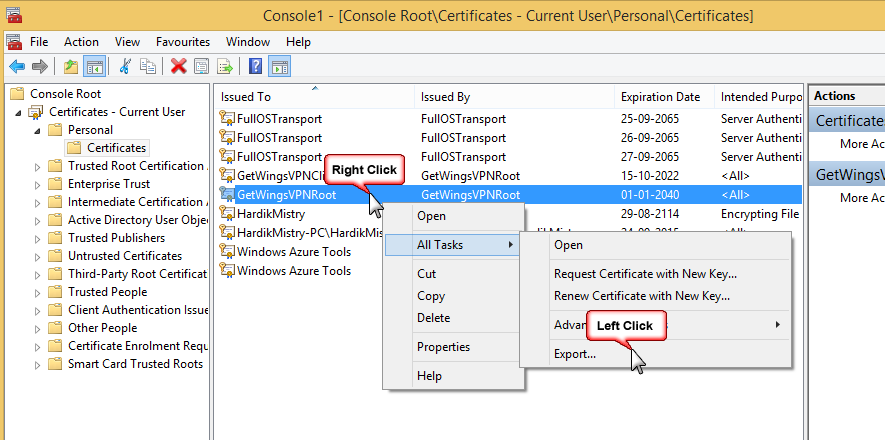 Console1 - [Console Root\Certificates - Current User\Personal\Certificates]
File Action View Favourites Window Help
Console Root
Certificates - Current User
Personal
Certificates
Trusted Root Certification
Enterprise Trust
Intermediate Certification
Active Directory User Obje
Trusted Publishers
Untrusted Certificates
Third-Party Root Certificat
Trusted People
Client Authentication Issue
Other People
Certificate Enrolment Requ
Smart Card Trusted Roots
Issued To Issued By Expiration Date Intended Purpo
FullOSTransport FullOSTransport 25-09-2065 Server Authenti
FullOSTransport FullOSTransport 26-09-2065 Server Authenti
FullOSTransport FullOSTransport 27-09-2065 Server Authenti
GetWingsVPNCli GetWingsVPNRoot 15-10-2022 <All>
GetWingsVPNRoot GetWingsVPNRoot 01-01-2040 <All>
HardikMistry 29-08-2114 Encrypting File
HardikMistry-PC\HardikMis
Windows Azure Tools
Windows Azure Tools
Right Click
Open
All Tasks
Cut
Copy
Delete
Properties
Help
Open
Request Certificate with New Key...
Renew Certificate with New Key...
Advan
Left Click
Export...
Actions
Certificates
More Ac
GetWingsV
More Ac